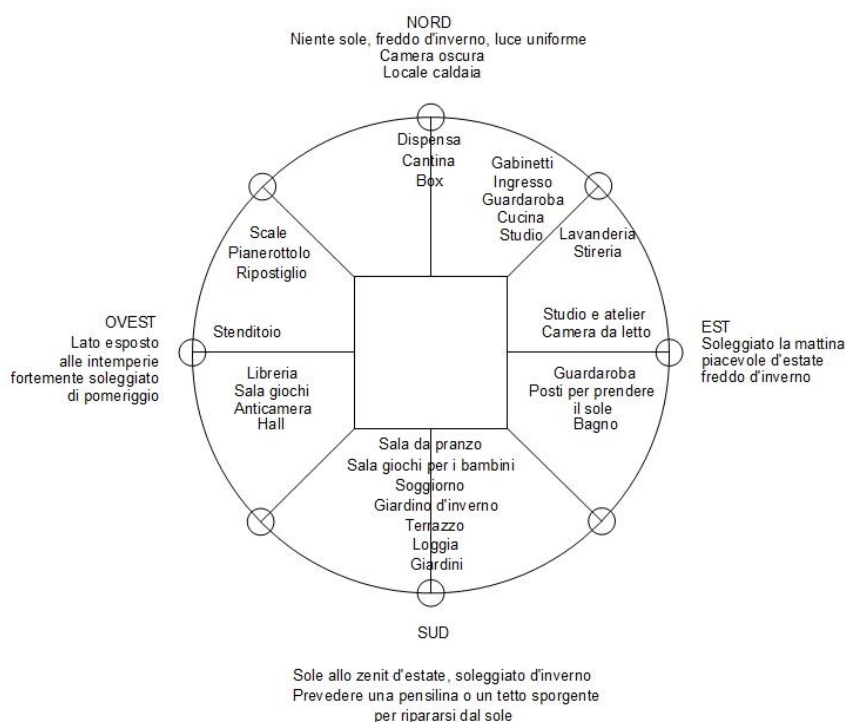 NORD
Niente sole, freddo d'inverno, luce uniforme
Camera oscura
Locale caldaia
Dispensa
Cantina
Box
Gabinetti
Ingresso
Guardaroba
Cucina
Studio
Lavanderia
Stireria
Scale
Pianerottolo
Ripostiglio
OVEST
Lato esposto
alle intemperie
fortemente soleggiato
di pomeriggio
Stenditoio
Studio e atelier
Camera da letto
EST
Soleggiato la mattina
piacevole d'estate
freddo d'inverno
Libreria
Sala giochi
Anticamera
Hall
Guardaroba
Posti per prendere
il sole
Bagno
Sala da pranzo
Sala giochi per i bambini
Soggiorno
Giardino d'inverno
Terrazzo
Loggia
Giardini
SUD
Sole allo zenit d'estate, soleggiato d'inverno
Prevedere una pensilina o un tetto sporgente
per ripararsi dal sole